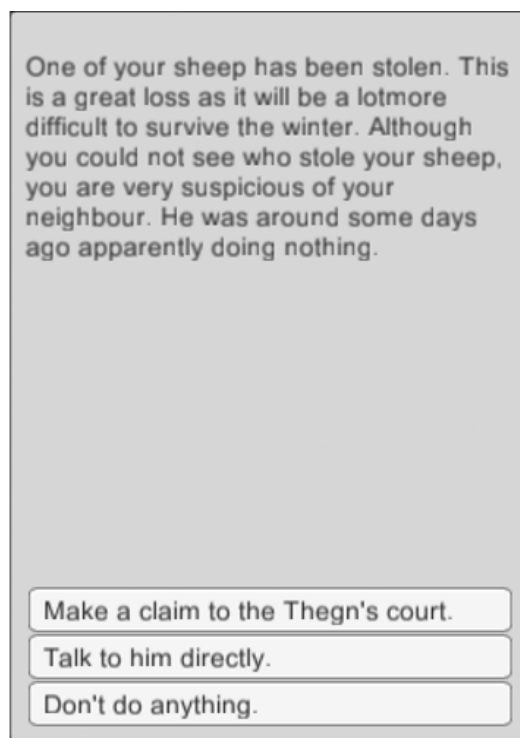 One of your sheep has been stolen. This
is a great loss as it will be a lotmore
difficult to survive the winter. Although
you could not see who stole your sheep,
you are very suspicious of your
neighbour. He was around some days
ago apparently doing nothing.
Make a claim to the Thegn's court.
Talk to him directly.
Don't do anything.